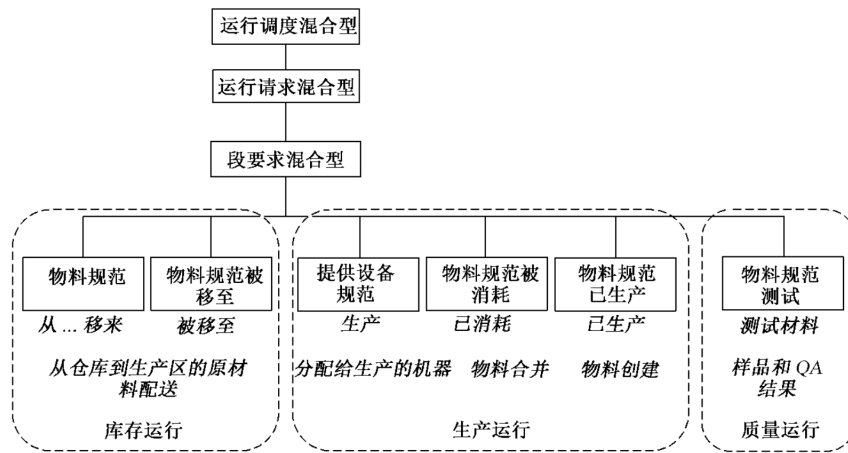 运行调度混合型
运行请求混合型
段要求混合型
物料规范
物料规范被
移至
提供设备
规范
物料规范被
消耗
物料规范
已生产
物料规范
测试
从…移来
被移至
生产
已消耗
已生产
测试材料
从仓库到生产区的原材
料配送
分配给生产的机器
物料合并
物料创建
样品和QA
结果
库存运行
生产运行
质量运行